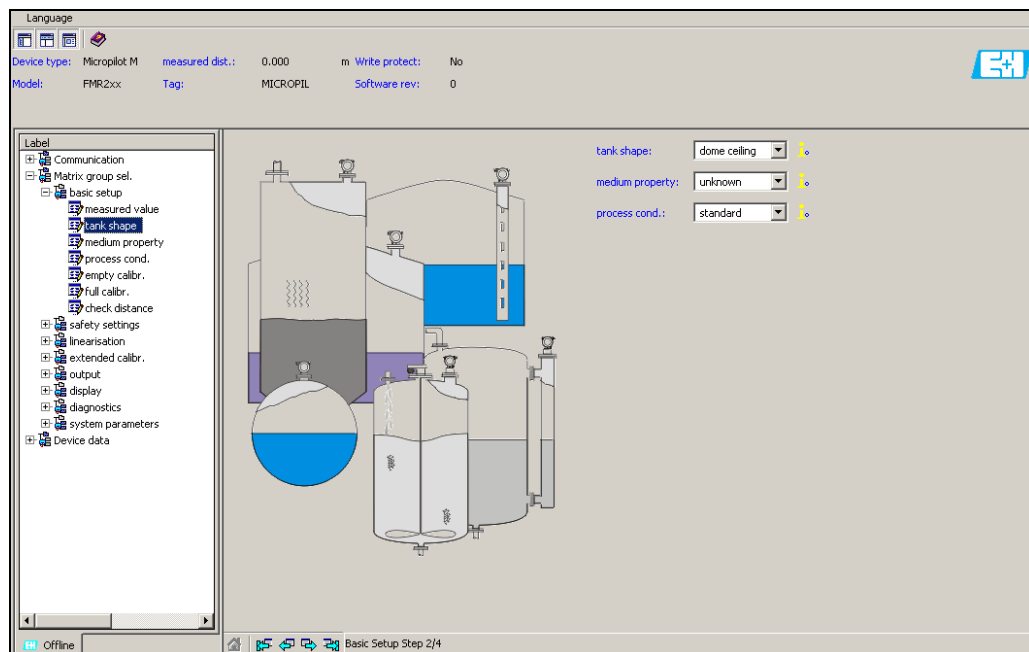 Language
Device type: Micropilot M measured dist.: 0.000 m Write protect: No
Model: FMR2xx Tag: MICROPIL Software rev: 0
E+H
Label
Communication
Matrix group sel.
basic setup
measured value
tank shape
medium property
process cond.
empty calibr.
full calibr.
check distance
safety settings
linearisation
extended calibr.
output
display
diagnostics
system parameters
Device data
tank shape: dome ceiling
medium property: unknown
process cond.: standard
Offline
Basic Setup Step 2/4